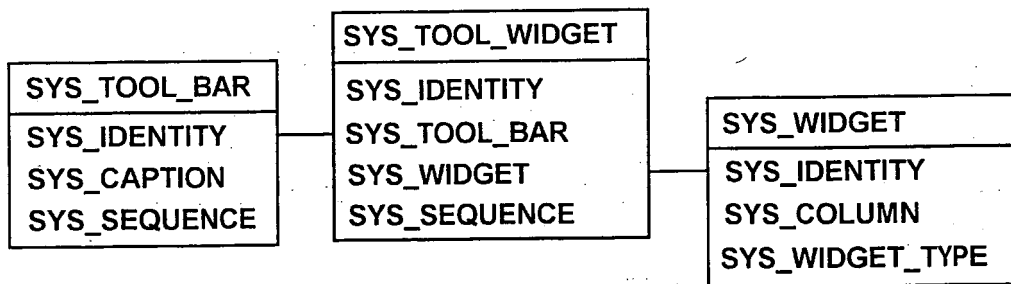 SYS_TOOL_BAR
SYS_IDENTITY
SYS_CAPTION
SYS_SEQUENCE
SYS_TOOL_WIDGET
SYS_IDENTITY
SYS_TOOL_BAR
SYS_WIDGET
SYS_SEQUENCE
SYS_WIDGET
SYS_IDENTITY
SYS_COLUMN
SYS_WIDGET_TYPE